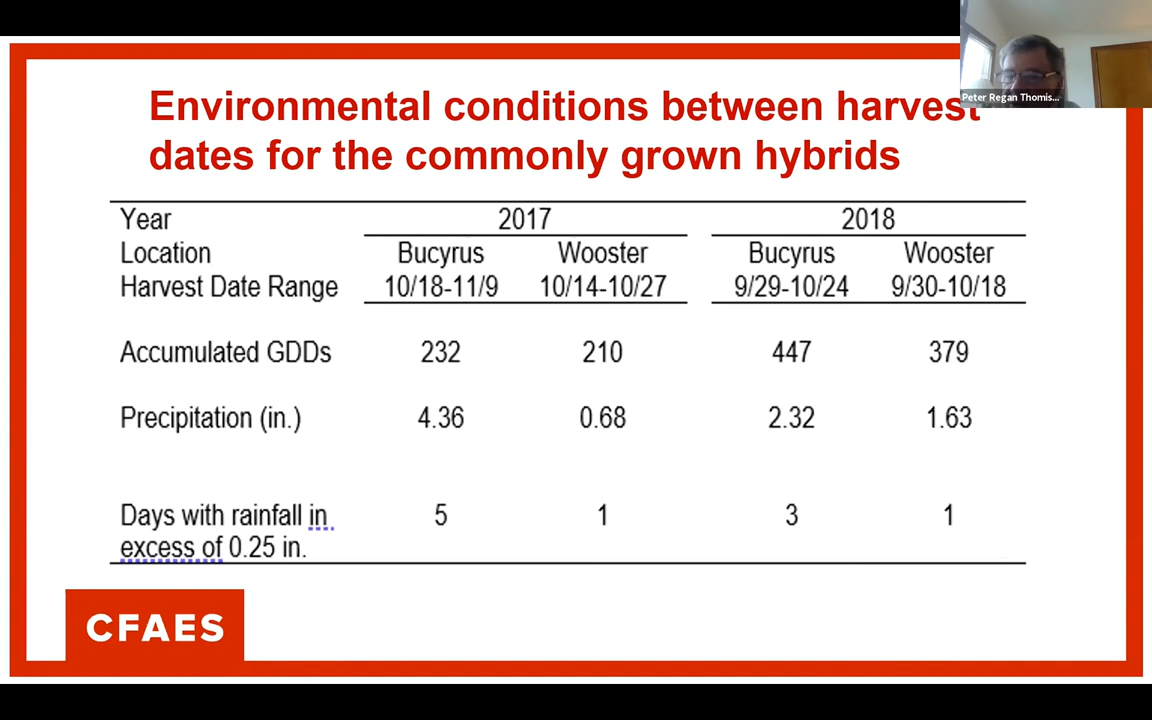 Peter Regan Thomis...
Environmental conditions between harvest
dates for the commonly grown hybrids
Year 2017 2018
Location Bucyrus Wooster Bucyrus Wooster
Harvest Date Range 10/18-11/9 10/14-10/27 9/29-10/24 9/30-10/18
Accumulated GDDs 232 210 447 379
Precipitation (in.) 4.36 0.68 2.32 1.63
Days with rainfall in 5 1 3 1
excess of 0.25 in.
CFAES